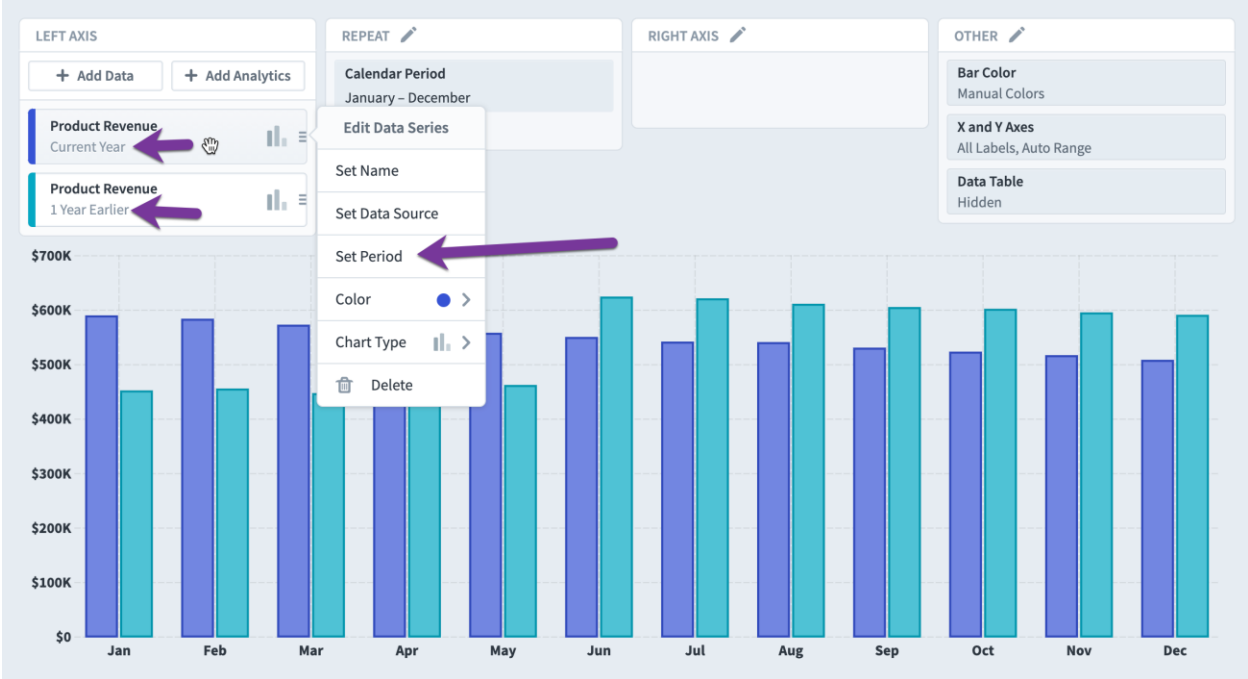 LEFT AXIS
+ Add Data
+ Add Analytics
Product Revenue
Current Year
Product Revenue
1 Year Earlier
REPEAT
Calendar Period
January – December
RIGHT AXIS
OTHER
Bar Color
Manual Colors
X and Y Axes
All Labels, Auto Range
Data Table
Hidden
Edit Data Series
Set Name
Set Data Source
Set Period
Color
Chart Type
Delete
$700K
$600K
$500K
$400K
$300K
$200K
$100K
$0
Jan Feb Mar Apr May Jun Jul Aug Sep Oct Nov Dec